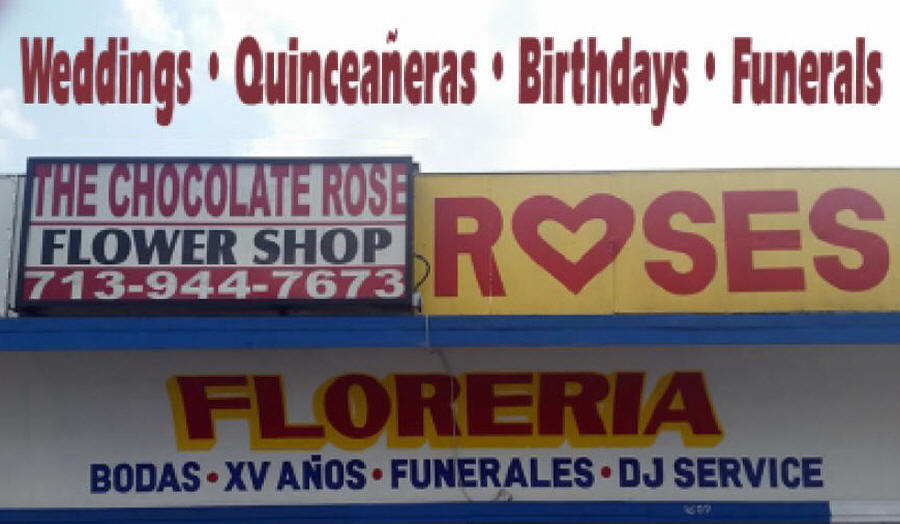 Weddings • Quinceañeras • Birthdays • Funerals
THE CHOCOLATE ROSE
FLOWER SHOP
713-944-7673
R♡SES
FLORERIA
BODAS • XV AÑOS • FUNERALES • DJ SERVICE